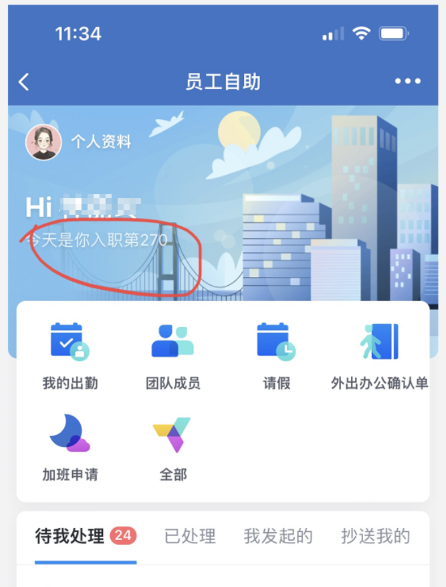 11:34
员工自助
个人资料
Hi
今天是你入职第270
我的出勤
团队成员
请假
外出办公确认单
加班申请
全部
待我处理 24 已处理 我发起的 抄送我的